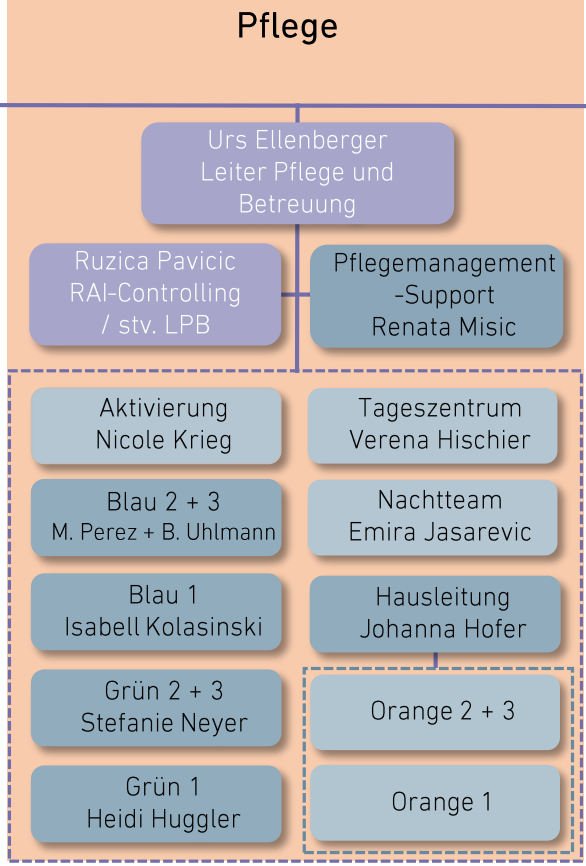 Pflege
Urs Ellenberger
Leiter Pflege und
Betreuung
Ruzica Pavicic
RAI-Controlling
/ stv. LPB
Pflegemanagement
-Support
Renata Misic
Aktivierung
Nicole Krieg
Tageszentrum
Verena Hischier
Blau 2 + 3
M. Perez + B. Uhlmann
Nachtteam
Emira Jasarevic
Blau 1
Isabell Kolasinski
Hausleitung
Johanna Hofer
Grün 2 + 3
Stefanie Neyer
Orange 2 + 3
Grün 1
Heidi Huggler
Orange 1